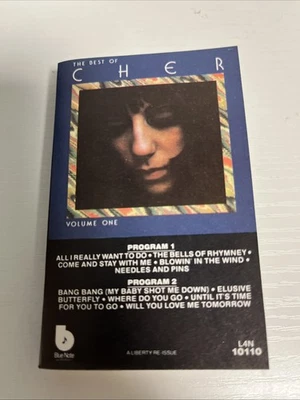 THE BEST OF
CHER
VOLUME ONE
PROGRAM 1
ALL I REALLY WANT TO DO • THE BELLS OF RHYMNEY •
COME AND STAY WITH ME • BLOWIN' IN THE WIND •
NEEDLES AND PINS
PROGRAM 2
BANG BANG (MY BABY SHOT ME DOWN) • ELUSIVE
BUTTERFLY • WHERE DO YOU GO • UNTIL IT'S TIME
FOR YOU TO GO • WILL YOU LOVE ME TOMORROW
b
Blue Note
A LIBERTY RE-ISSUE
L4N
10110